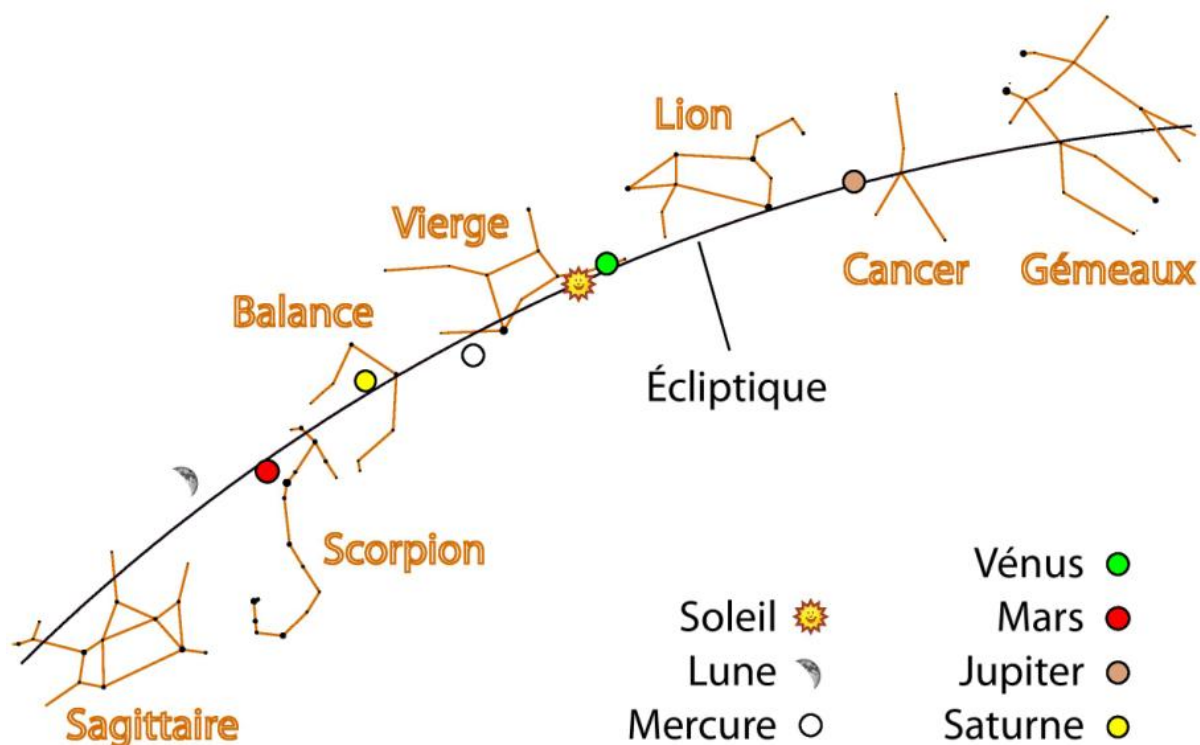 Lion
Vierge
Cancer
Gémeaux
Balance
Écliptique
Scorpion
Sagittaire
Soleil
Lune
Mercure
Vénus
Mars
Jupiter
Saturne